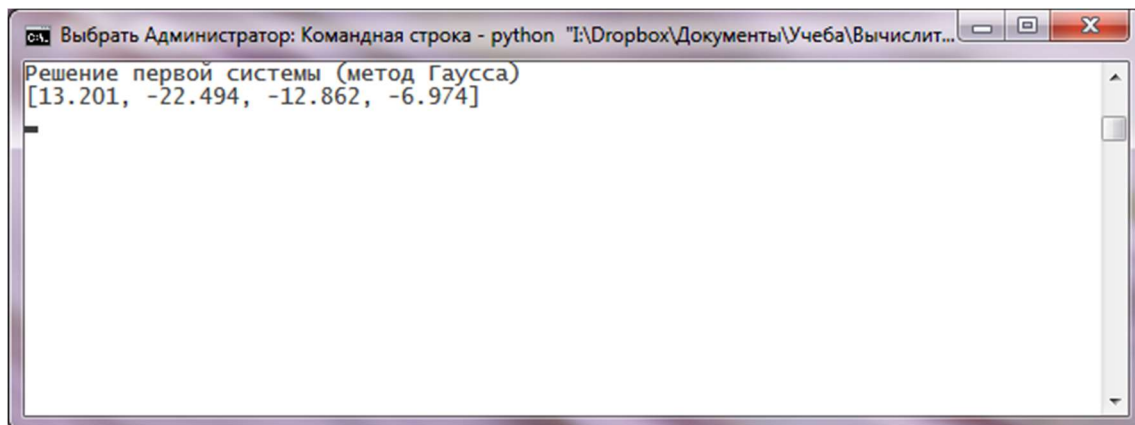 Выбрать Администратор: Командная строка - python "I:\Dropbox\Документы\Учеба\Вычислит...
Решение первой системы (метод Гаусса)
[13.201, -22.494, -12.862, -6.974]